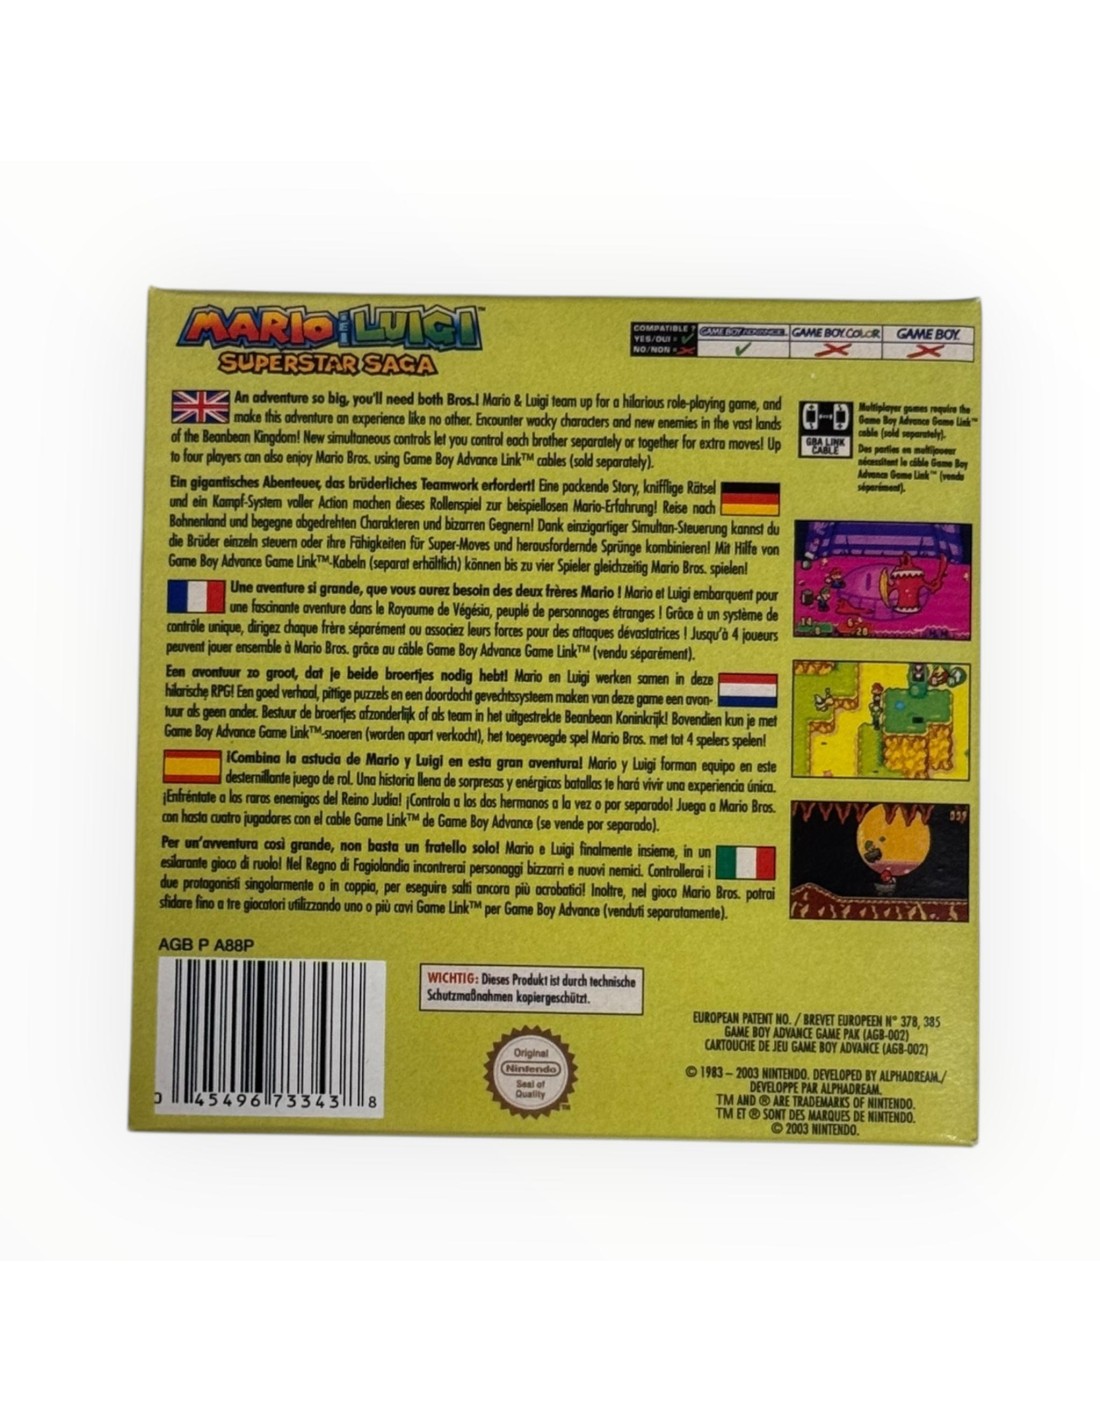 MARIO & LUIGI™
SUPERSTAR SAGA
COMPATIBLE ?
YES/OUI =
NO/NON =
GAME BOY ADVANCE
GAME BOY COLOR
GAME BOY
An adventure so big, you'll need both Bros.! Mario & Luigi team up for a hilarious role-playing game, and
make this adventure an experience like no other. Encounter wacky characters and new enemies in the vast lands
of the Beanbean Kingdom! New simultaneous controls let you control each brother separately or together for extra moves! Up
to four players can also enjoy Mario Bros. using Game Boy Advance Link™ cables (sold separately).
Ein gigantisches Abenteuer, das brüderliches Teamwork erfordert! Eine packende Story, knifflige Rätsel
und ein Kampf-System voller Action machen dieses Rollenspiel zur beispiellosen Mario-Erfahrung! Reise nach
Bohnenland und begegne abgedrehten Charakteren und bizarren Gegnern! Dank einzigartiger Simultan-Steuerung kannst du
die Brüder einzeln steuern oder ihre Fähigkeiten für Super-Moves und herausfordernde Sprünge kombinieren! Mit Hilfe von
Game Boy Advance Game Link™-Kabeln (separat erhältlich) können bis zu vier Spieler gleichzeitig Mario Bros. spielen!
Une aventure si grande, que vous aurez besoin des deux frères Mario ! Mario et Luigi embarquent pour
une fascinante aventure dans le Royaume de Végésia, peuplé de personnages étranges ! Grâce à un système de
contrôle unique, dirigez chaque frère séparément ou associez leurs forces pour des attaques dévastatrices ! Jusqu'à 4 joueurs
peuvent jouer ensemble à Mario Bros. grâce au câble Game Boy Advance Game Link™ (vendu séparément).
Een avontuur zo groot, dat je beide broertjes nodig hebt! Mario en Luigi werken samen in deze
hilarische RPG! Een goed verhaal, pittige puzzels en een doordacht gevechtssysteem maken van deze game een avon-
tuur als geen ander. Bestuur de broertjes afzonderlijk of als team in het uitgestrekte Beanbean Koninkrijk! Bovendien kun je met
Game Boy Advance Game Link™-snoeren (worden apart verkocht), het toegevoegde spel Mario Bros. met tot 4 spelers spelen!
¡Combina la astucia de Mario y Luigi en esta gran aventura! Mario y Luigi forman equipo en este
desternillante juego de rol. Una historia llena de sorpresas y enérgicas batallas te hará vivir una experiencia única.
¡Enfréntate a los raros enemigos del Reino Judía! ¡Controla a los dos hermanos a la vez o por separado! Juega a Mario Bros.
con hasta cuatro jugadores con el cable Game Link™ de Game Boy Advance (se vende por separado).
Per un'avventura così grande, non basta un fratello solo! Mario e Luigi finalmente insieme, in un
esilarante gioco di ruolo! Nel Regno di Fagiolandia incontrerai personaggi bizzarri e nuovi nemici. Controllerai i
due protagonisti singolarmente o in coppia, per eseguire salti ancora più acrobatici! Inoltre, nel gioco Mario Bros. potrai
sfidare fino a tre giocatori utilizzando uno o più cavi Game Link™ per Game Boy Advance (venduti separatamente).
GBA LINK
CABLE
Multiplayer games require the
Game Boy Advance Game Link™
cable (sold separately).
Des parties en multijoueur
nécessitent le câble Game Boy
Advance Game Link™ (vendu
séparément).
AGB P A88P
0 45496 73343 8
WICHTIG: Dieses Produkt ist durch technische
Schutzmaßnahmen kopiergeschützt.
Original
Nintendo
Seal of
Quality
TM
EUROPEAN PATENT NO. / BREVET EUROPEEN N° 378, 385
GAME BOY ADVANCE GAME PAK (AGB-002)
CARTOUCHE DE JEU GAME BOY ADVANCE (AGB-002)
© 1983 – 2003 NINTENDO. DEVELOPED BY ALPHADREAM./
DEVELOPPE PAR ALPHADREAM.
TM AND ® ARE TRADEMARKS OF NINTENDO.
TM ET ® SONT DES MARQUES DE NINTENDO.
© 2003 NINTENDO.